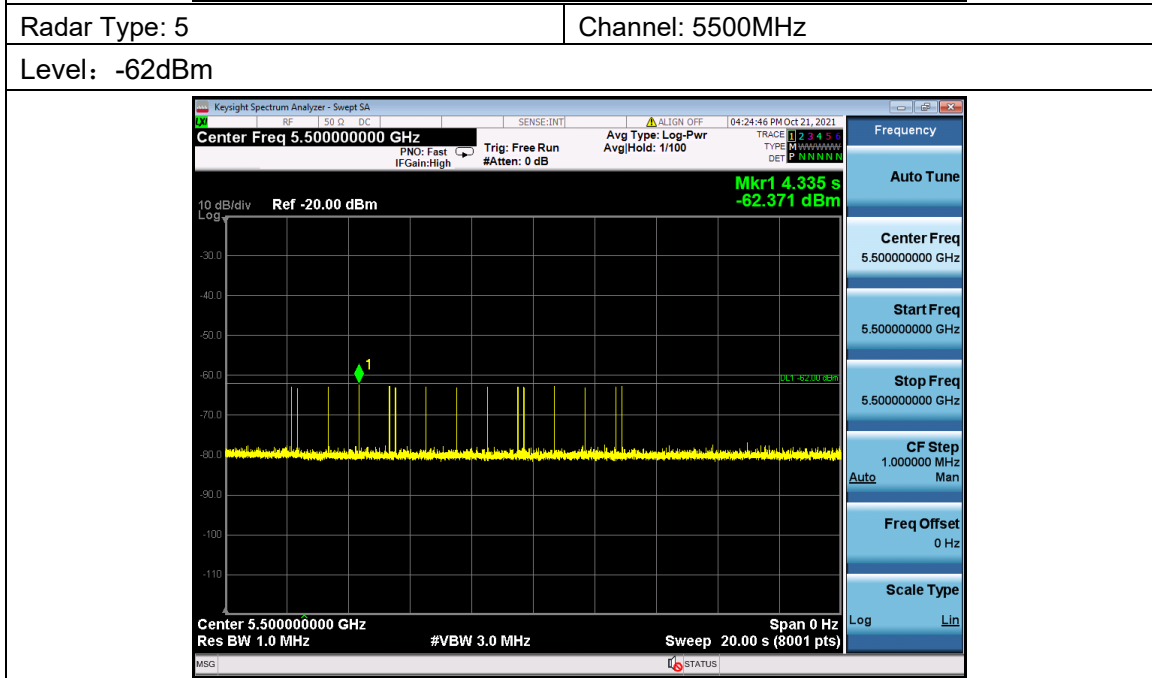 Radar Type: 5
Channel: 5500MHz
Level：-62dBm
Keysight Spectrum Analyzer - Swept SA
LXI RF 50 Ω DC SENSE:INT ALIGN OFF 04:24:46 PM Oct 21, 2021
Center Freq 5.500000000 GHz
PNO: Fast
IFGain:High
Trig: Free Run
#Atten: 0 dB
Avg Type: Log-Pwr
Avg|Hold: 1/100
TRACE 1 2 3 4 5 6
TYPE M WWWWW
DET P N N N N N
Frequency
Mkr1 4.335 s
-62.371 dBm
10 dB/div Ref -20.00 dBm
Log
-30.0
-40.0
-50.0
-60.0
-70.0
-80.0
-90.0
-100
-110
1
DL1 -62.00 dBm
Center 5.500000000 GHz Span 0 Hz
Res BW 1.0 MHz #VBW 3.0 MHz Sweep 20.00 s (8001 pts)
Auto Tune
Center Freq
5.500000000 GHz
Start Freq
5.500000000 GHz
Stop Freq
5.500000000 GHz
CF Step
1.000000 MHz
Auto Man
Freq Offset
0 Hz
Scale Type
Log Lin
MSG STATUS